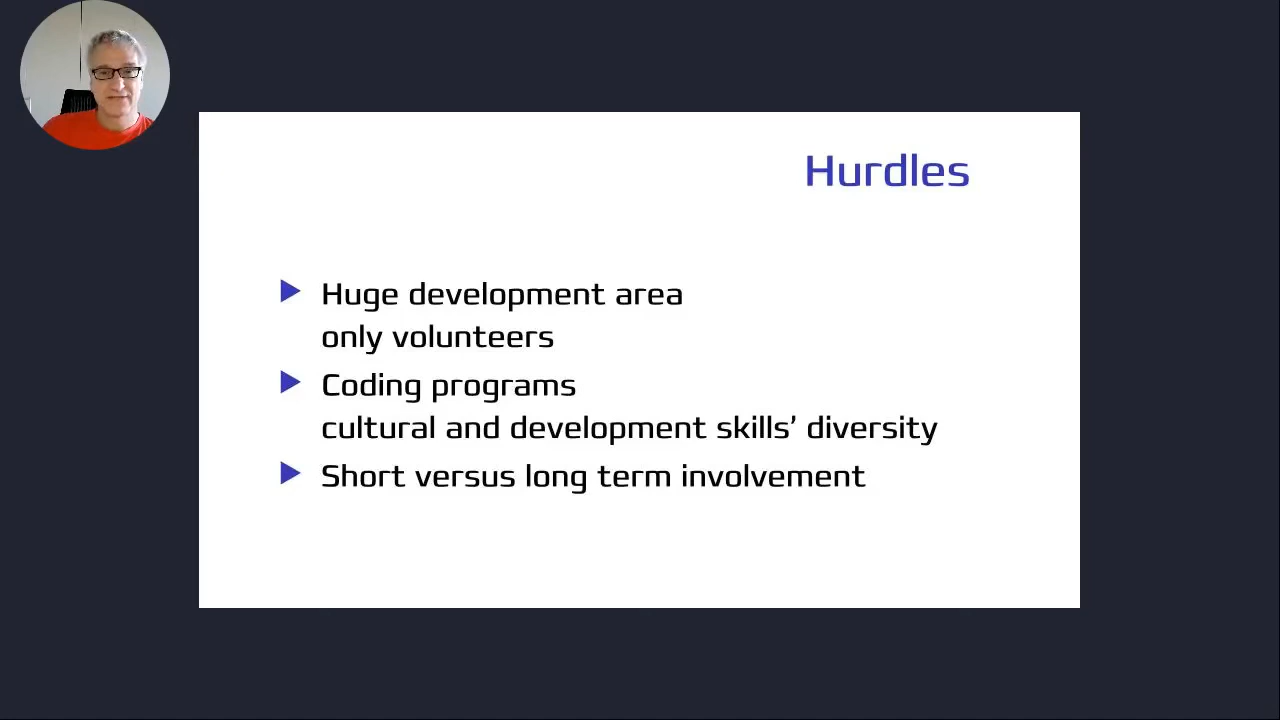 Hurdles
Huge development area
only volunteers
Coding programs
cultural and development skills’ diversity
Short versus long term involvement